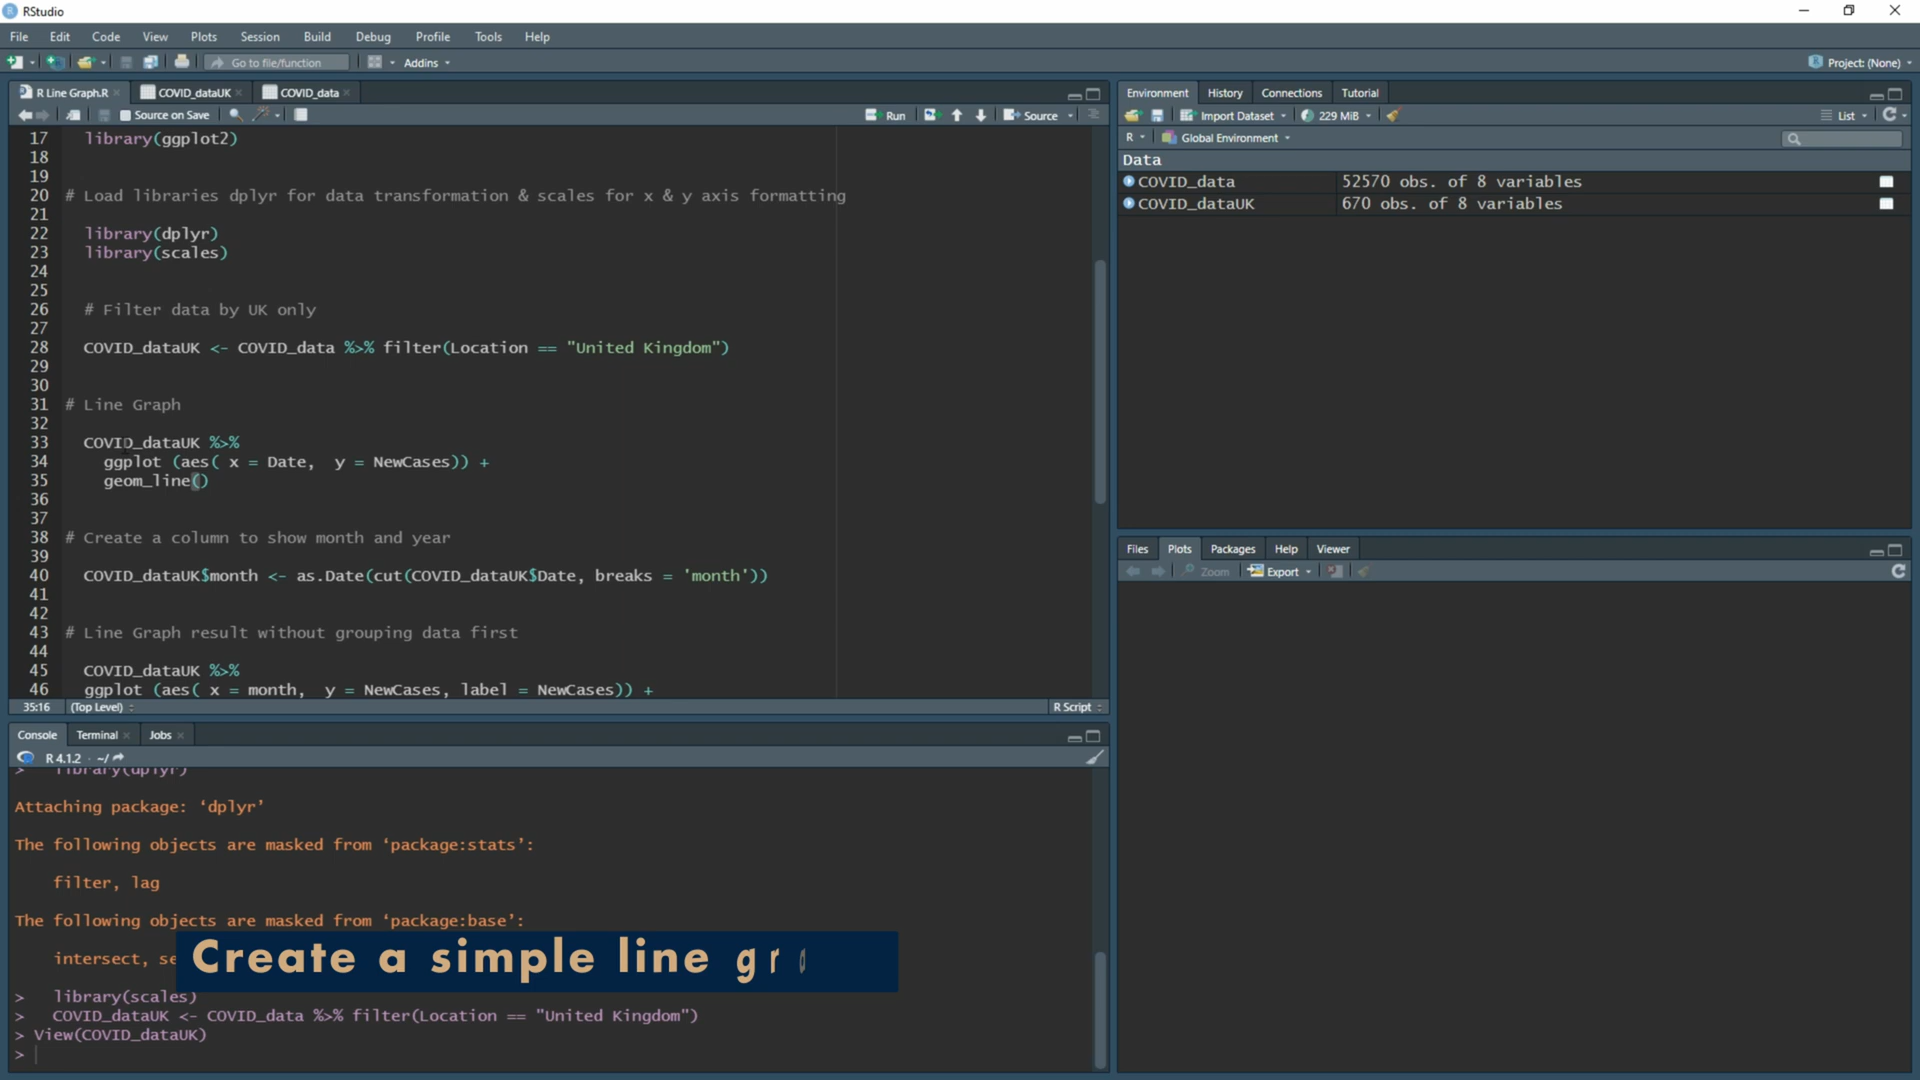 RStudio
File Edit Code View Plots Session Build Debug Profile Tools Help
Go to file/function Addins Project: (None)
R Line Graph.R COVID_dataUK COVID_data
Source on Save Run Source
17 library(ggplot2)
18
19
20 # Load libraries dplyr for data transformation & scales for x & y axis formatting
21
22 library(dplyr)
23 library(scales)
24
25
26 # Filter data by UK only
27
28 COVID_dataUK <- COVID_data %>% filter(Location == "United Kingdom")
29
30
31 # Line Graph
32
33 COVID_dataUK %>%
34 ggplot (aes( x = Date, y = NewCases)) +
35 geom_line()
36
37
38 # Create a column to show month and year
39
40 COVID_dataUK$month <- as.Date(cut(COVID_dataUK$Date, breaks = 'month'))
41
42
43 # Line Graph result without grouping data first
44
45 COVID_dataUK %>%
46 ggplot (aes( x = month, y = NewCases, label = NewCases)) +
35:16 (Top Level) R Script
Console Terminal Jobs
R 4.1.2 · ~/
> library(dplyr)
Attaching package: ‘dplyr’
The following objects are masked from ‘package:stats’:
filter, lag
The following objects are masked from ‘package:base’:
intersect,
Create a simple line gr
> library(scales)
> COVID_dataUK <- COVID_data %>% filter(Location == "United Kingdom")
> View(COVID_dataUK)
>
Environment History Connections Tutorial
Import Dataset 229 MiB List
R Global Environment
Data
COVID_data 52570 obs. of 8 variables
COVID_dataUK 670 obs. of 8 variables
Files Plots Packages Help Viewer
Zoom Export